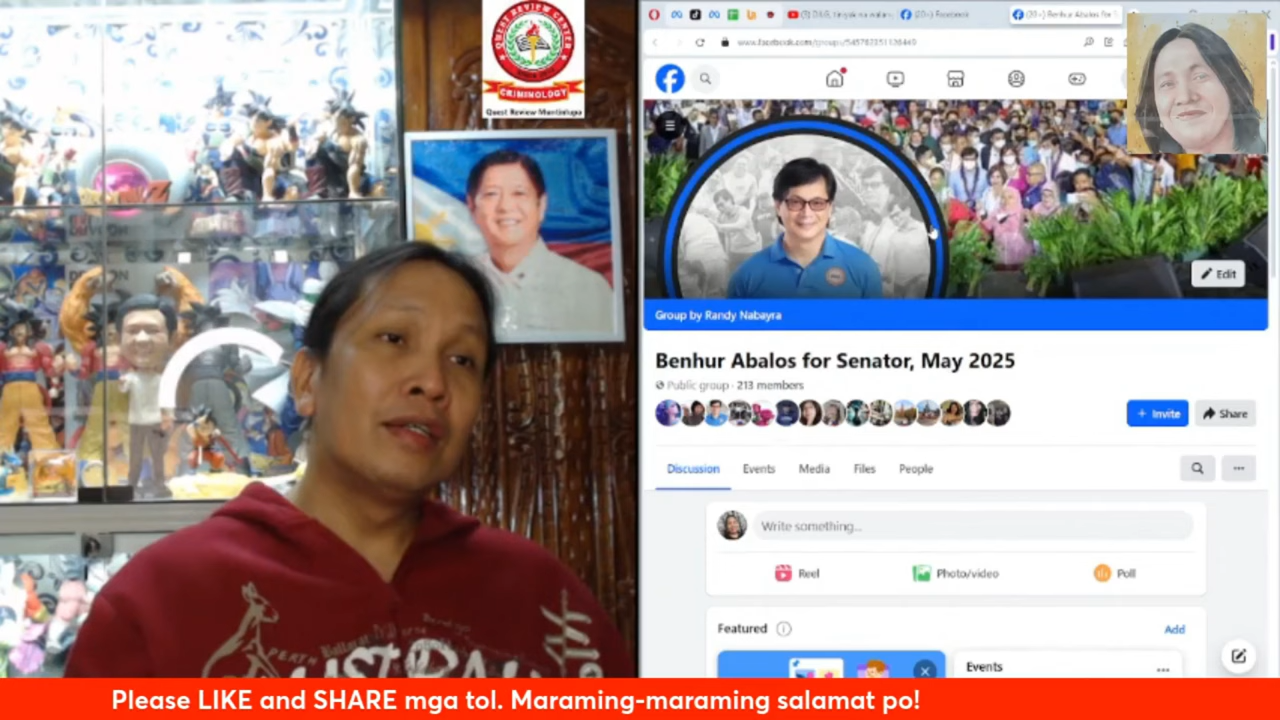 QUEST REVIEW CENTER
CRIMINOLOGY
Quest Review Muntinlupa
www.facebook.com/groups/
Edit
Group by Randy Nabayra
Benhur Abalos for Senator, May 2025
Public group · 213 members
+ Invite
Share
Discussion
Events
Media
Files
People
Write something...
Reel
Photo/video
Poll
Featured
Add
Events
PERTH
AUSTRALIA
Please LIKE and SHARE mga tol. Maraming-maraming salamat po!